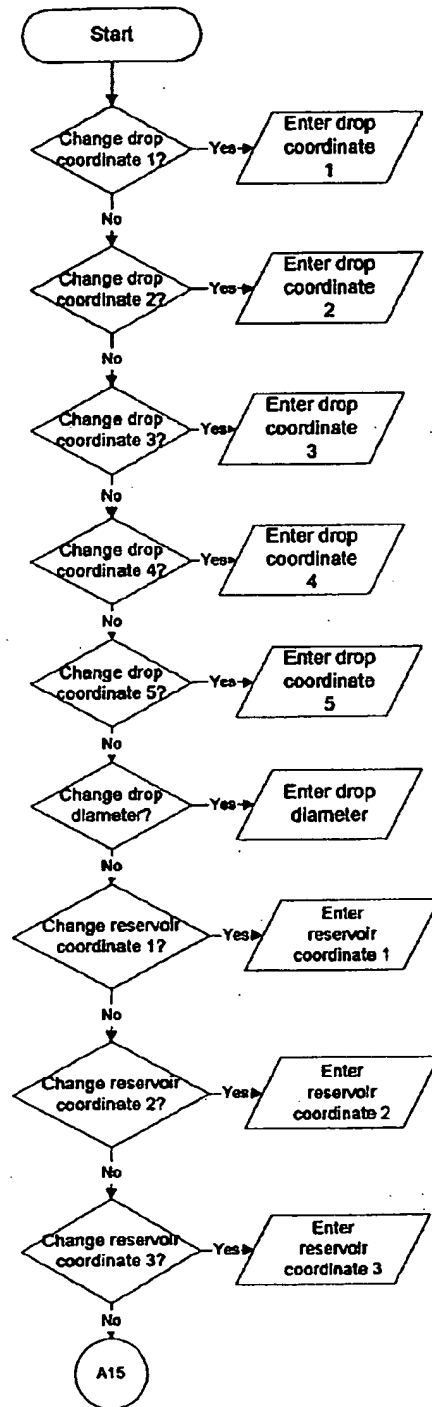 Start
Change drop
coordinate 1?
Yes
Enter drop
coordinate
1
No
Change drop
coordinate 2?
Yes
Enter drop
coordinate
2
No
Change drop
coordinate 3?
Yes
Enter drop
coordinate
3
No
Change drop
coordinate 4?
Yes
Enter drop
coordinate
4
No
Change drop
coordinate 5?
Yes
Enter drop
coordinate
5
No
Change drop
diameter?
Yes
Enter drop
diameter
No
Change reservoir
coordinate 1?
Yes
Enter
reservoir
coordinate 1
No
Change reservoir
coordinate 2?
Yes
Enter
reservoir
coordinate 2
No
Change reservoir
coordinate 3?
Yes
Enter
reservoir
coordinate 3
No
A15